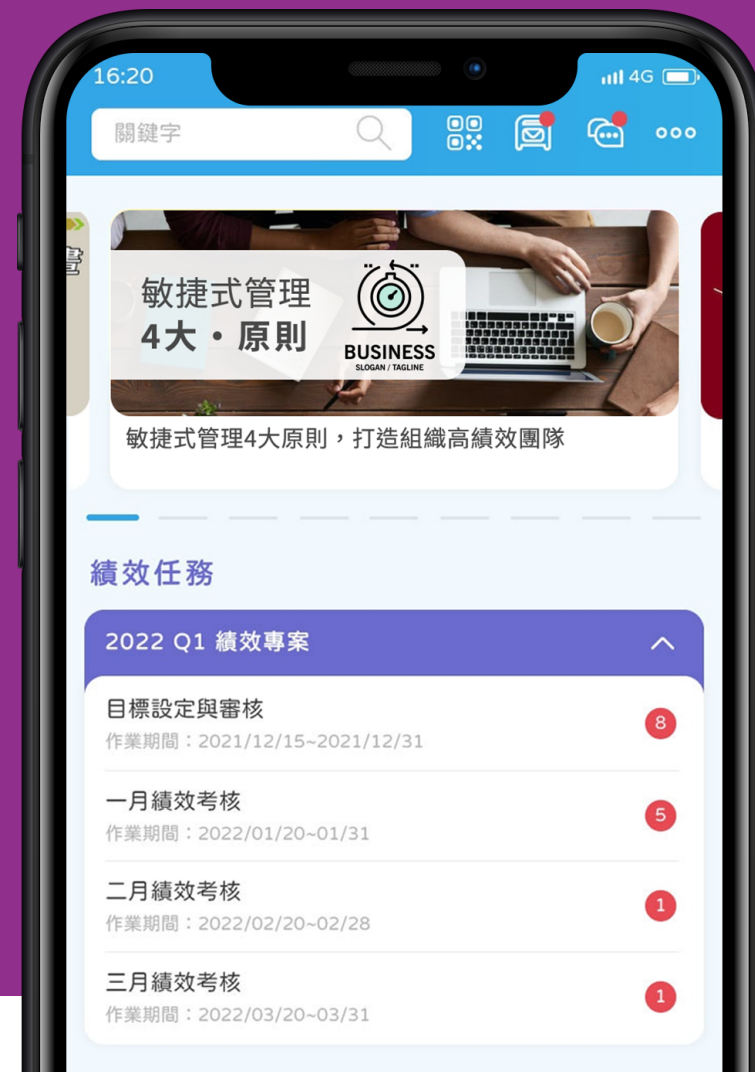 16:20
4G
關鍵字
畫
敏捷式管理
4大・原則
BUSINESS
SLOGAN / TAGLINE
敏捷式管理4大原則，打造組織高績效團隊
績效任務
2022 Q1 績效專案
目標設定與審核
8
作業期間：2021/12/15~2021/12/31
一月績效考核
5
作業期間：2022/01/20~01/31
二月績效考核
1
作業期間：2022/02/20~02/28
三月績效考核
1
作業期間：2022/03/20~03/31